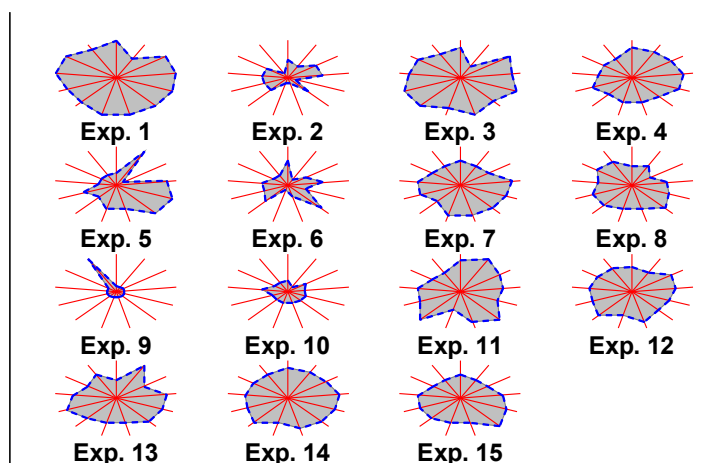 Exp. 1 Exp. 2 Exp. 3 Exp. 4
Exp. 5 Exp. 6 Exp. 7 Exp. 8
Exp. 9 Exp. 10 Exp. 11 Exp. 12
Exp. 13 Exp. 14 Exp. 15